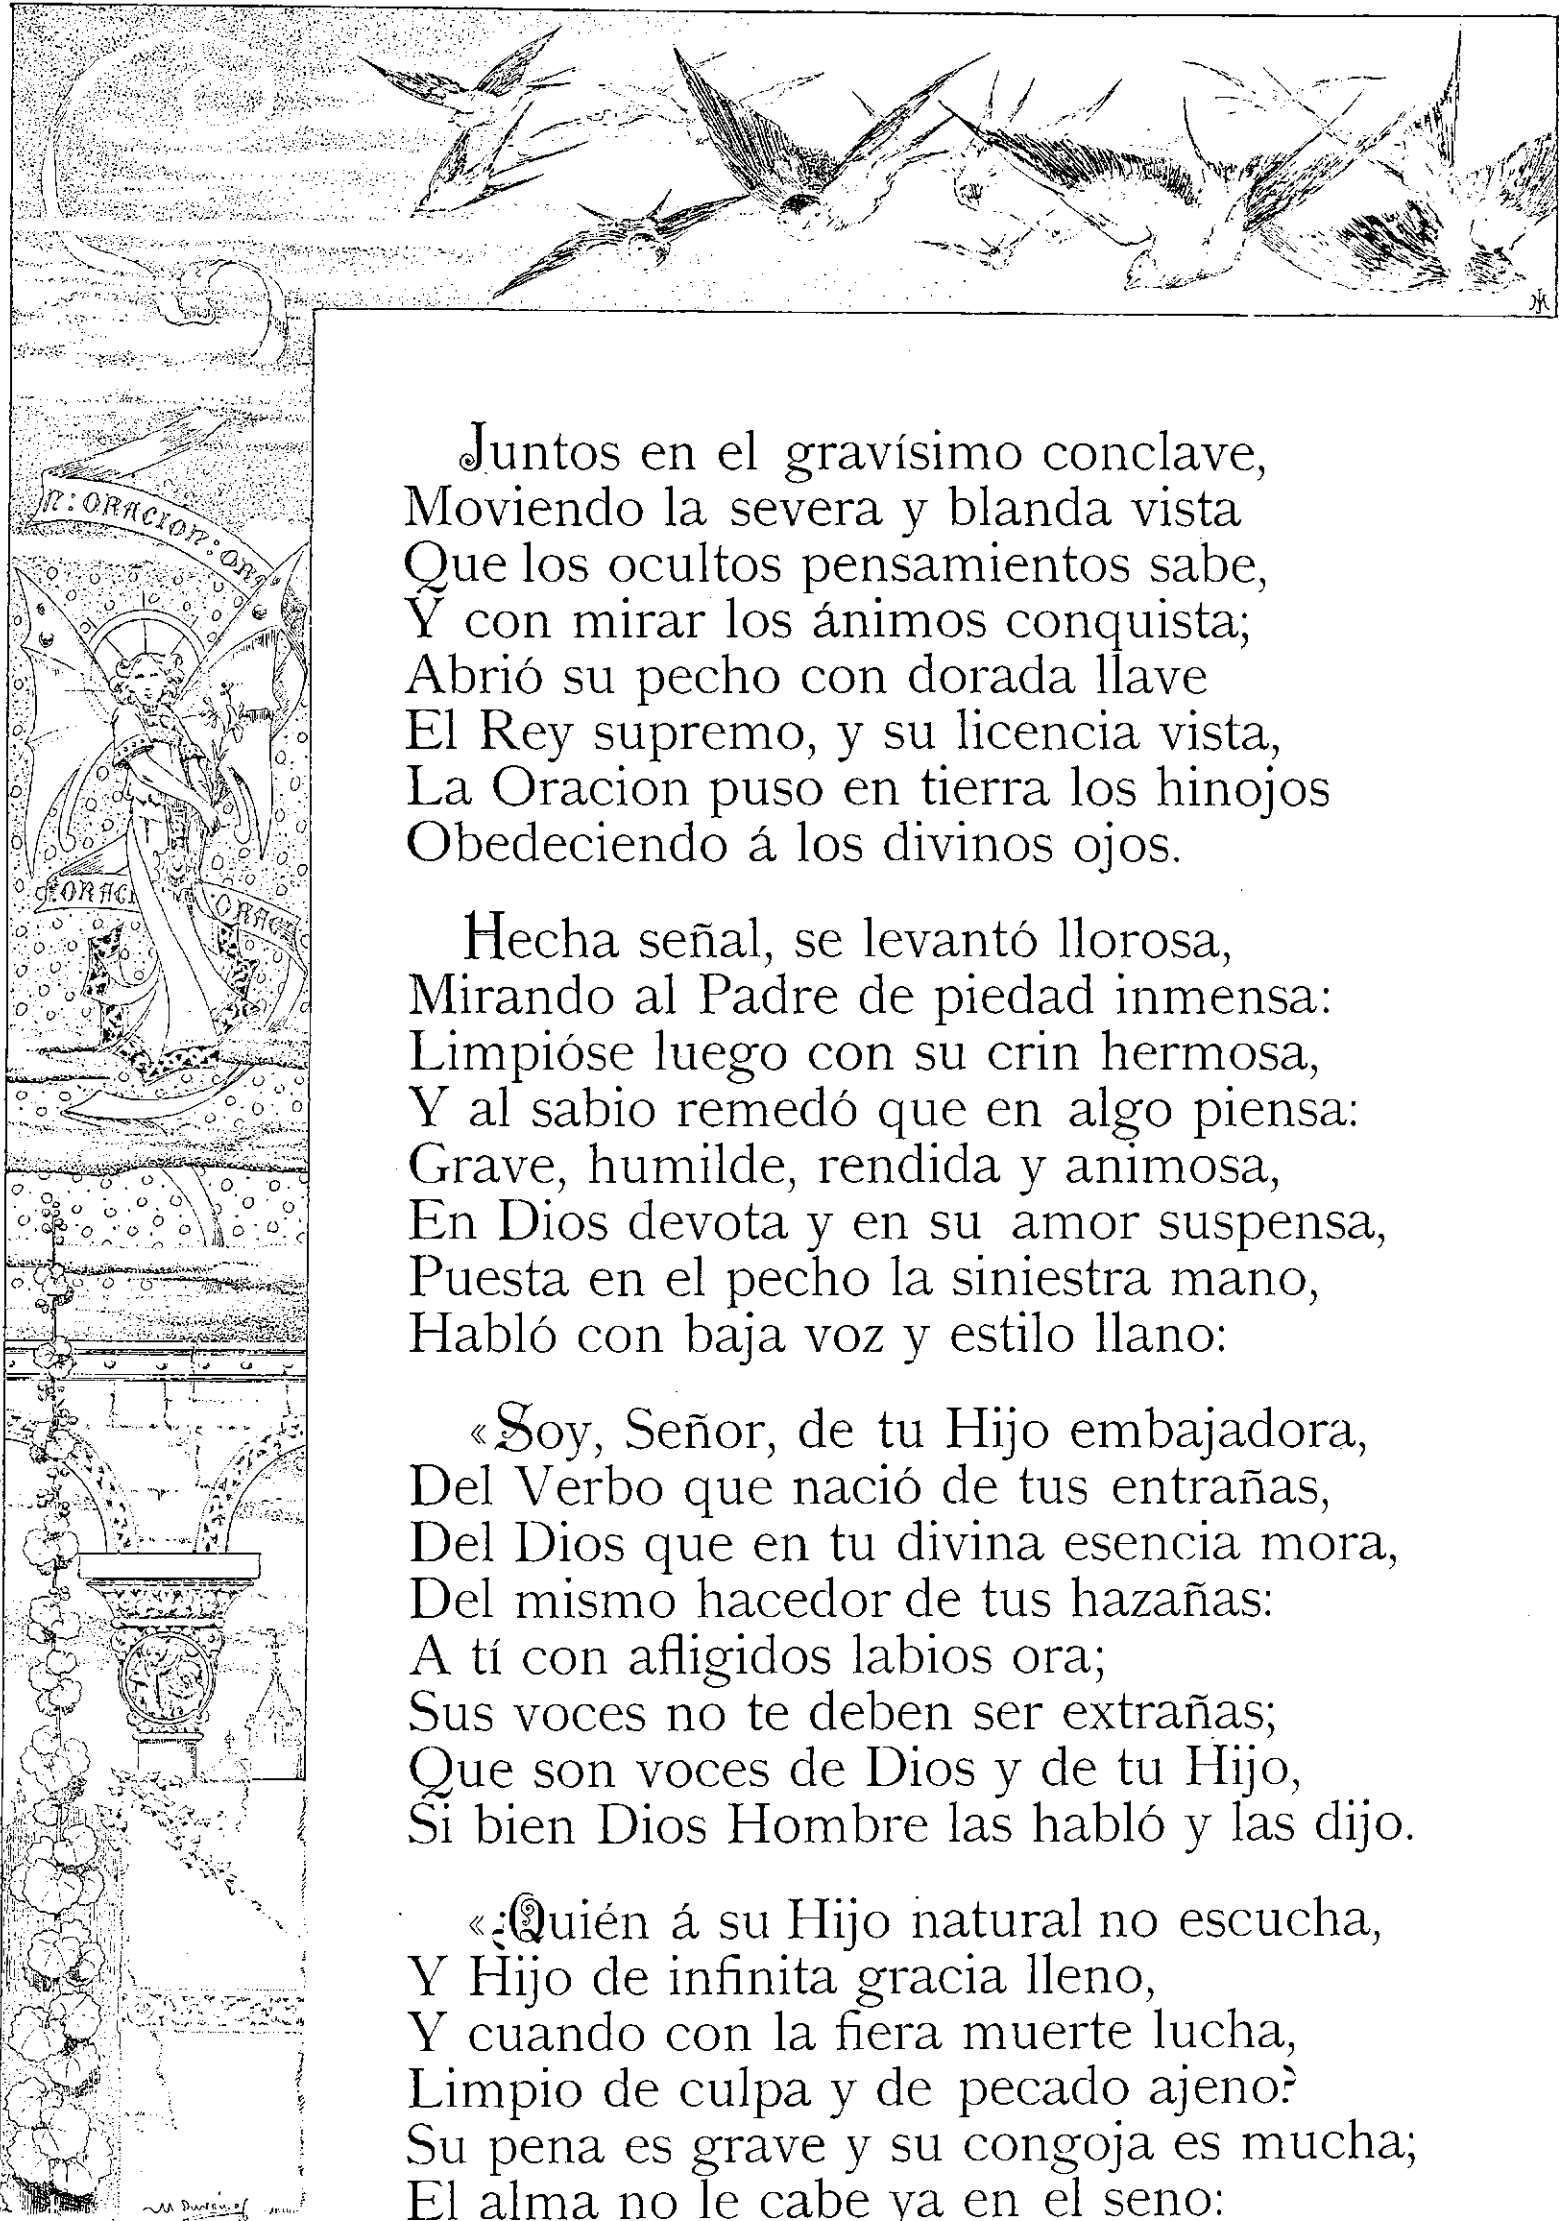 N: ORACION: ORA
ORACI
ORAC
Juntos en el gravísimo conclave,
Moviendo la severa y blanda vista
Que los ocultos pensamientos sabe,
Y con mirar los ánimos conquista;
Abrió su pecho con dorada llave
El Rey supremo, y su licencia vista,
La Oracion puso en tierra los hinojos
Obedeciendo á los divinos ojos.
Hecha señal, se levantó llorosa,
Mirando al Padre de piedad inmensa:
Limpióse luego con su crin hermosa,
Y al sabio remedó que en algo piensa:
Grave, humilde, rendida y animosa,
En Dios devota y en su amor suspensa,
Puesta en el pecho la siniestra mano,
Habló con baja voz y estilo llano:
«Soy, Señor, de tu Hijo embajadora,
Del Verbo que nació de tus entrañas,
Del Dios que en tu divina esencia mora,
Del mismo hacedor de tus hazañas:
A tí con afligidos labios ora;
Sus voces no te deben ser extrañas;
Que son voces de Dios y de tu Hijo,
Si bien Dios Hombre las habló y las dijo.
«¿Quién á su Hijo natural no escucha,
Y Hijo de infinita gracia lleno,
Y cuando con la fiera muerte lucha,
Limpio de culpa y de pecado ajeno?
Su pena es grave y su congoja es mucha;
El alma no le cabe ya en el seno: